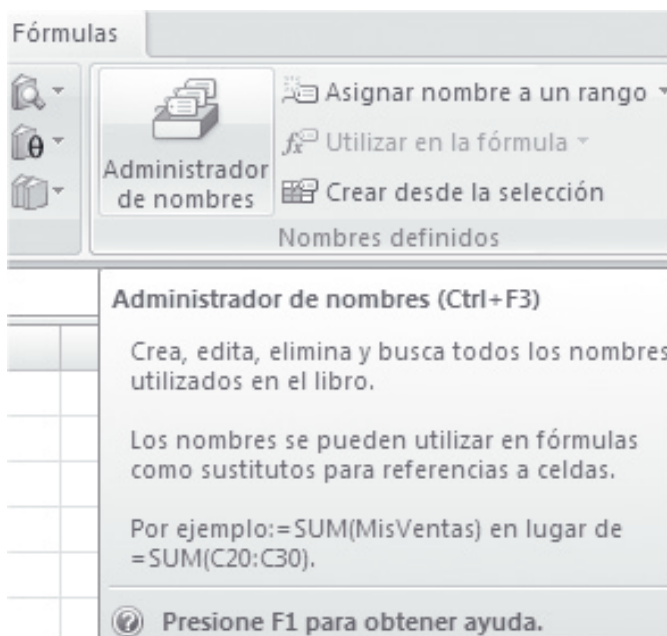 Fórmulas
Asignar nombre a un rango
Utilizar en la fórmula
Administrador
de nombres
Crear desde la selección
Nombres definidos
Administrador de nombres (Ctrl+F3)
Crea, edita, elimina y busca todos los nombres
utilizados en el libro.
Los nombres se pueden utilizar en fórmulas
como sustitutos para referencias a celdas.
Por ejemplo:=SUM(MisVentas) en lugar de
=SUM(C20:C30).
Presione F1 para obtener ayuda.